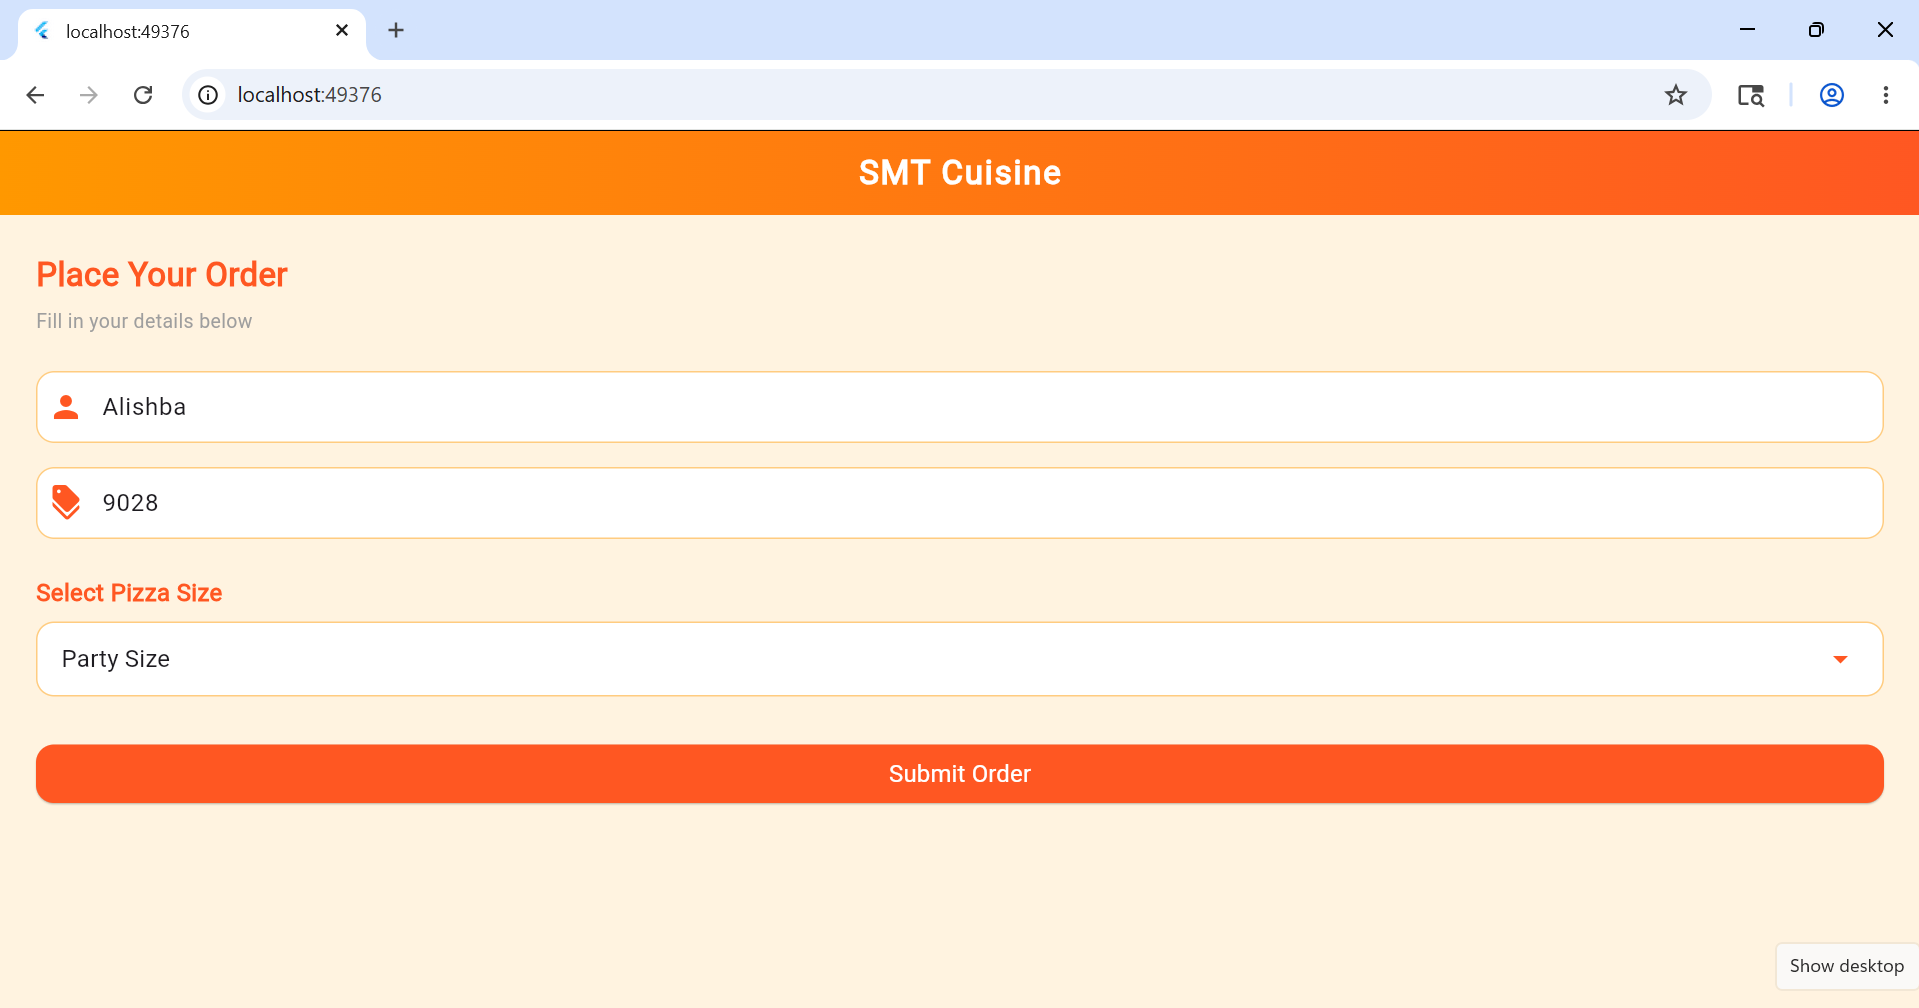 localhost:49376
localhost:49376
SMT Cuisine
Place Your Order
Fill in your details below
Alishba
9028
Select Pizza Size
Party Size
Submit Order
Show desktop